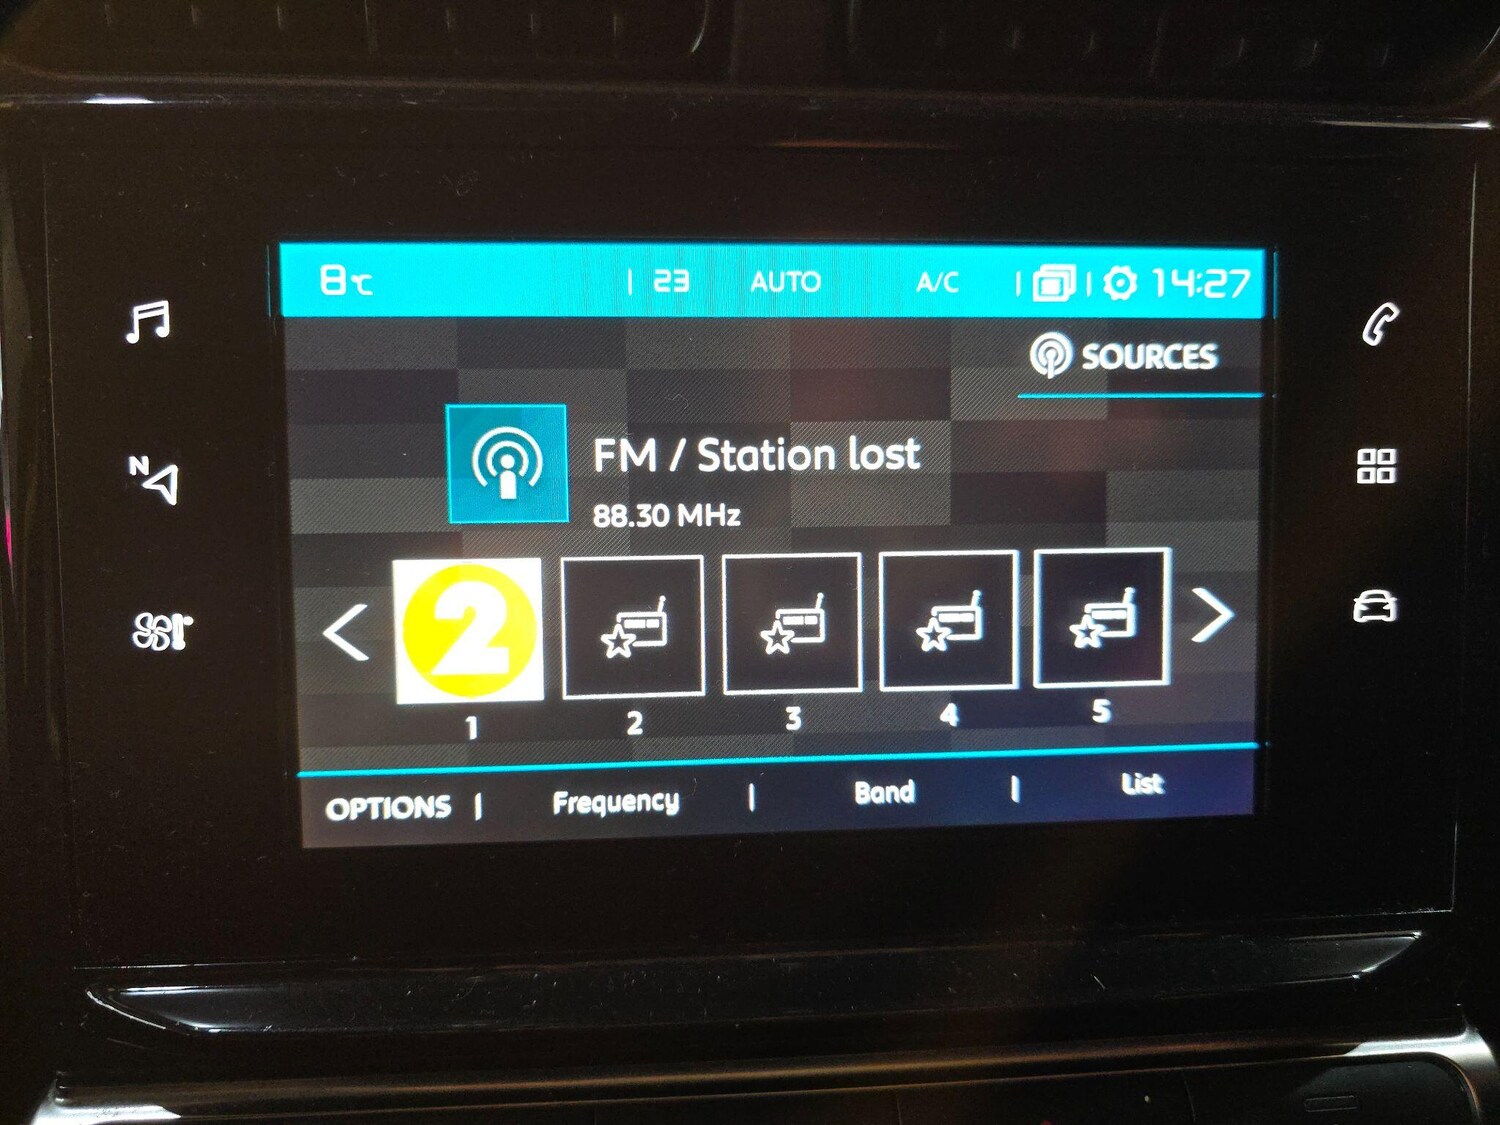 8°C | 23 AUTO A/C | | 14:27
SOURCES
N
FM / Station lost
88.30 MHz
2
1 2 3 4 5
OPTIONS | Frequency | Band | List